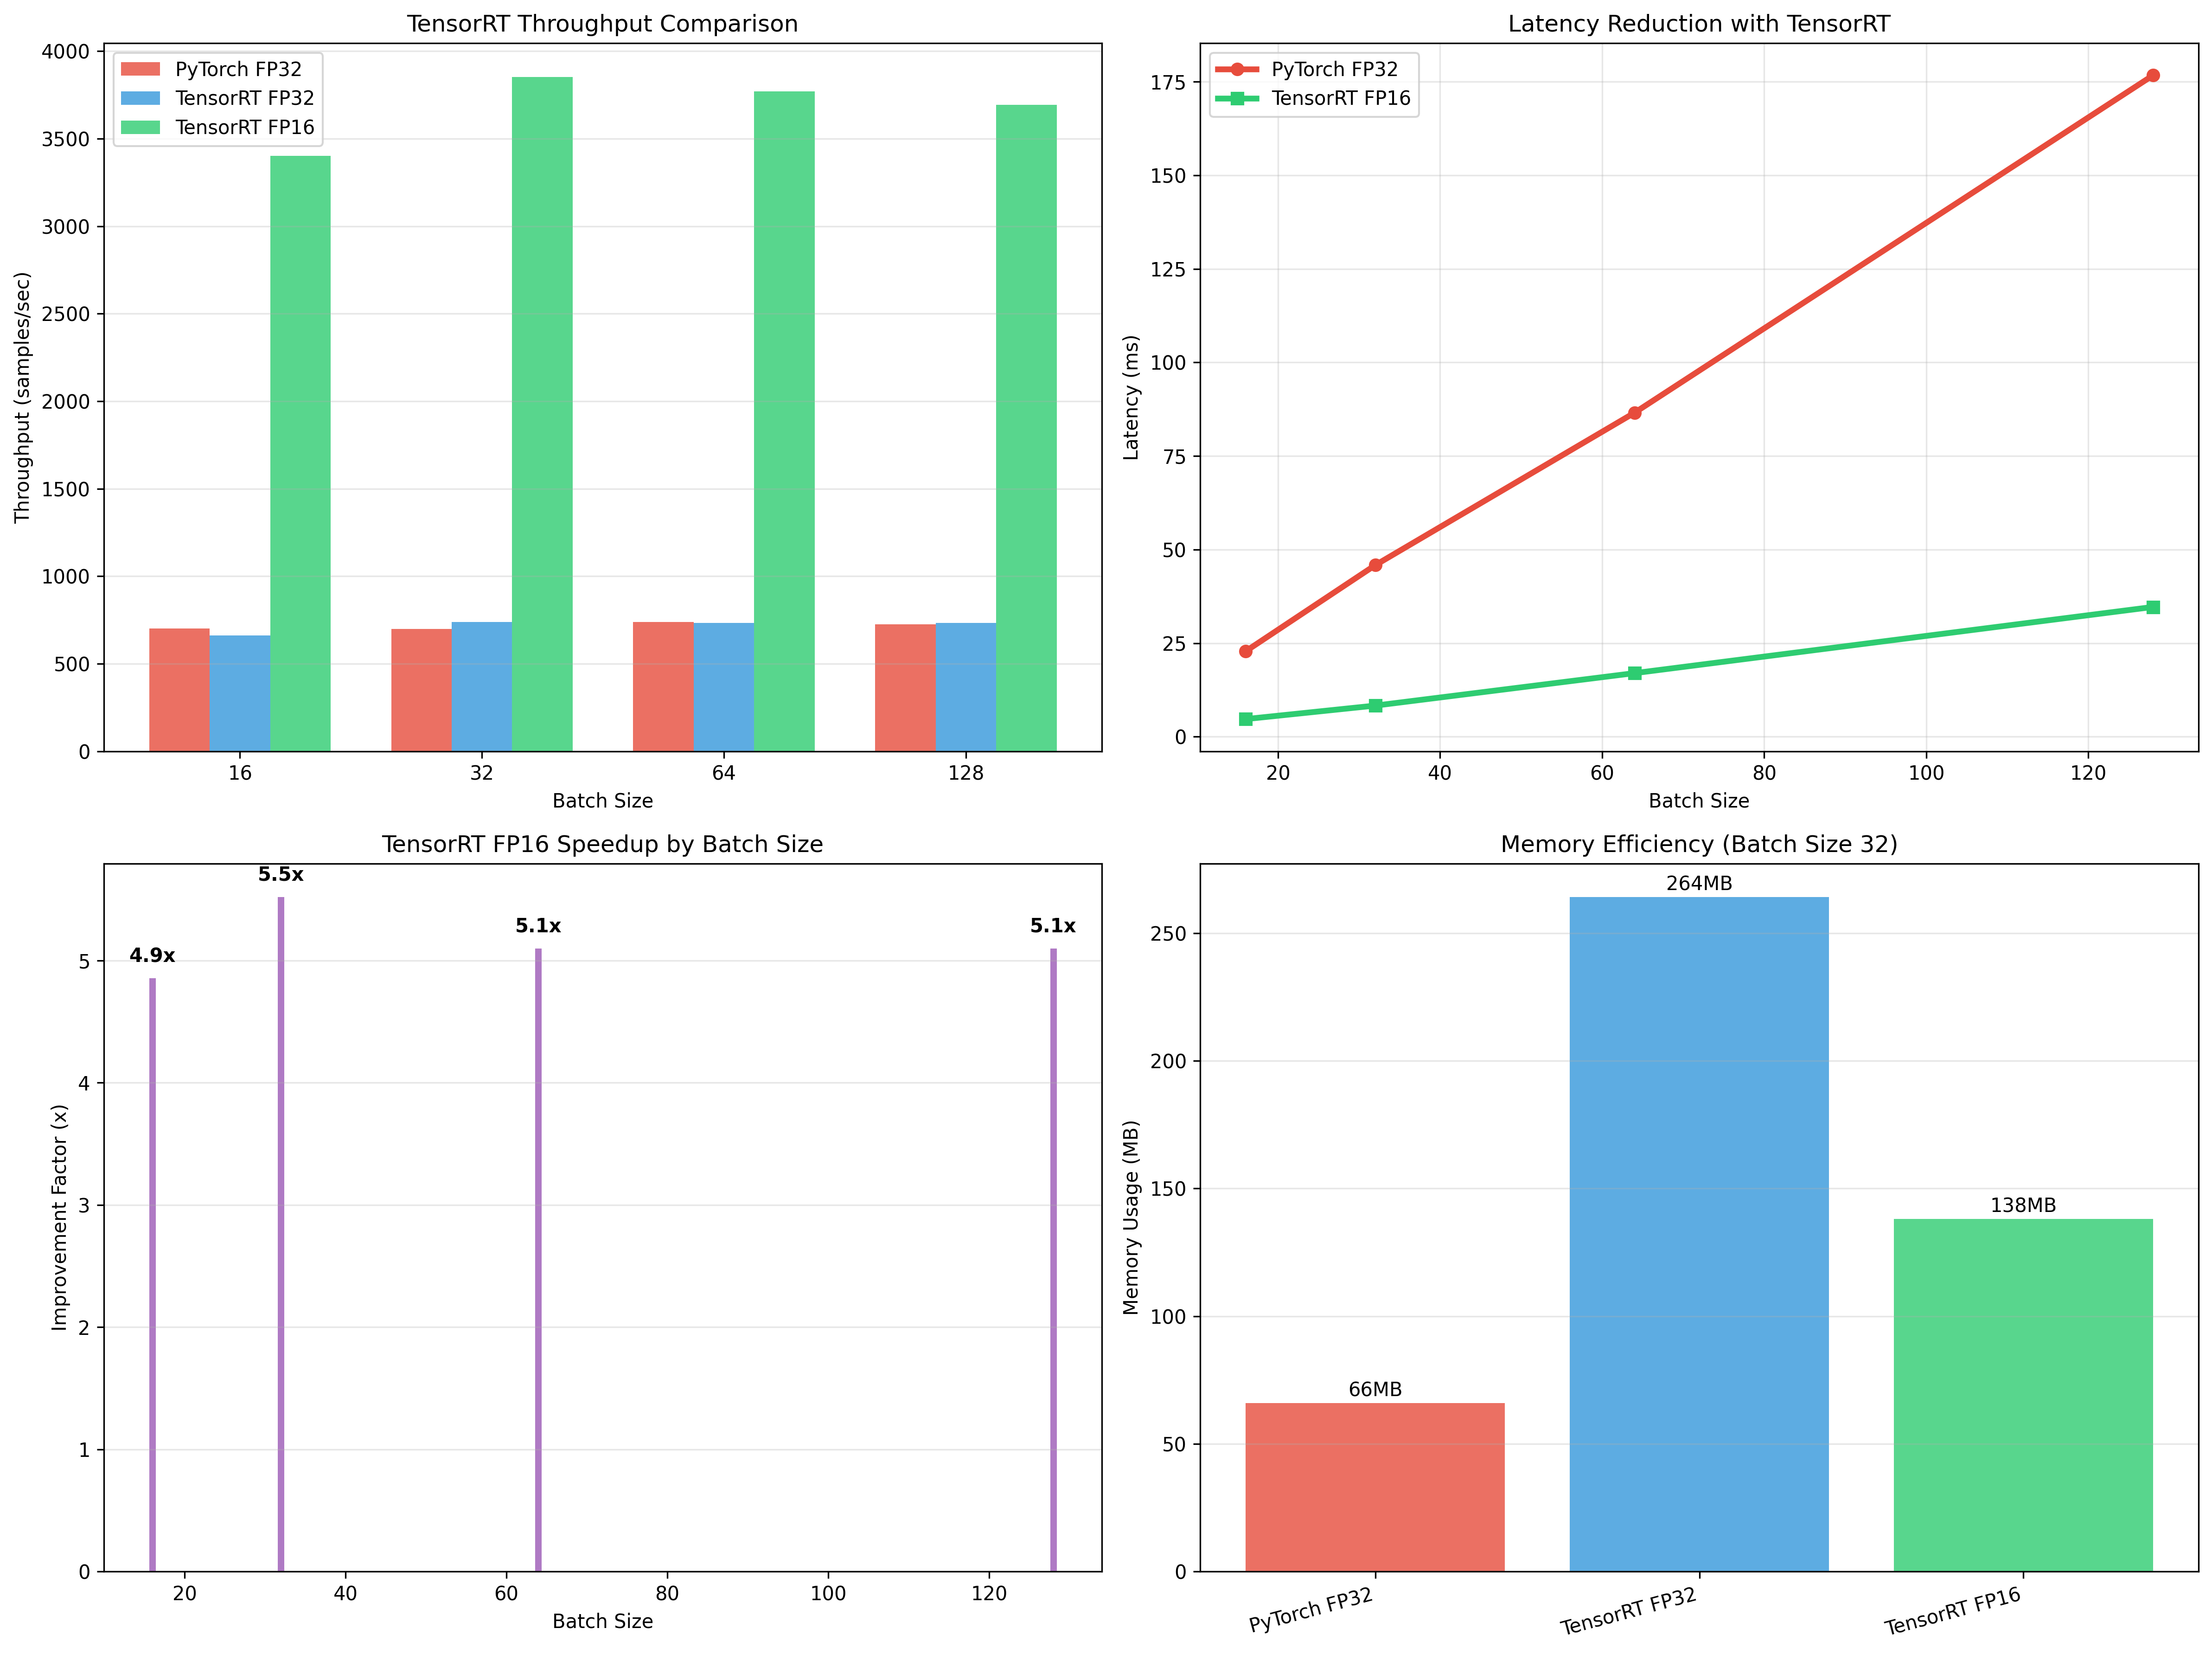 TensorRT Throughput Comparison
PyTorch FP32
TensorRT FP32
TensorRT FP16
4000
3500
3000
2500
2000
1500
1000
500
0
Throughput (samples/sec)
16 32 64 128
Batch Size
Latency Reduction with TensorRT
PyTorch FP32
TensorRT FP16
175
150
125
100
75
50
25
0
Latency (ms)
20 40 60 80 100 120
Batch Size
TensorRT FP16 Speedup by Batch Size
4.9x
5.5x
5.1x
5.1x
5
4
3
2
1
0
Improvement Factor (x)
20 40 60 80 100 120
Batch Size
Memory Efficiency (Batch Size 32)
66MB
264MB
138MB
250
200
150
100
50
0
Memory Usage (MB)
PyTorch FP32
TensorRT FP32
TensorRT FP16